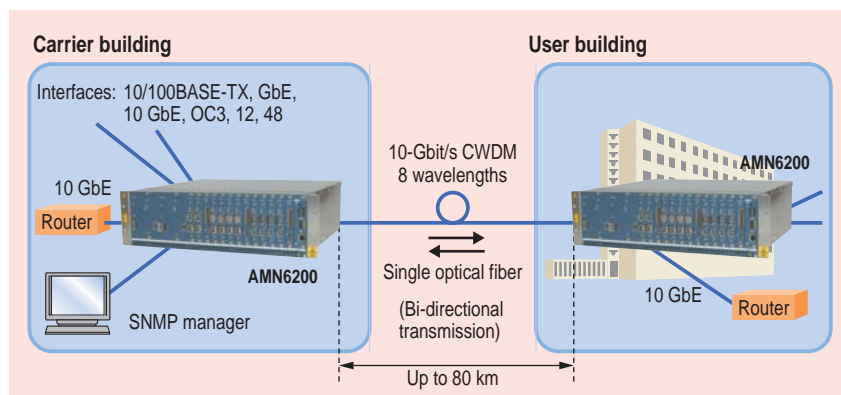 Carrier building
User building
Interfaces: 10/100BASE-TX, GbE,
10 GbE, OC3, 12, 48
10 GbE
Router
AMN6200
SNMP manager
10-Gbit/s CWDM
8 wavelengths
Single optical fiber
(Bi-directional
transmission)
Up to 80 km
AMN6200
10 GbE
Router